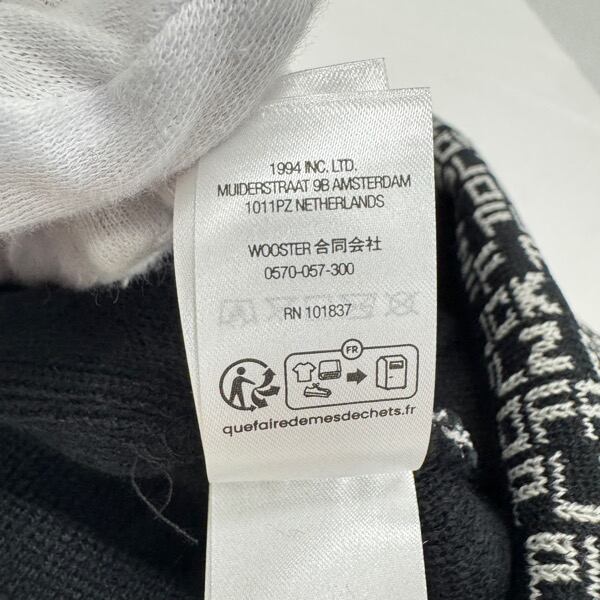 1994 INC. LTD.
MUIDERSTRAAT 9B AMSTERDAM
1011PZ NETHERLANDS
WOOSTER 合同会社
0570-057-300
RN 101837
FR
quefairedemesdechets.fr